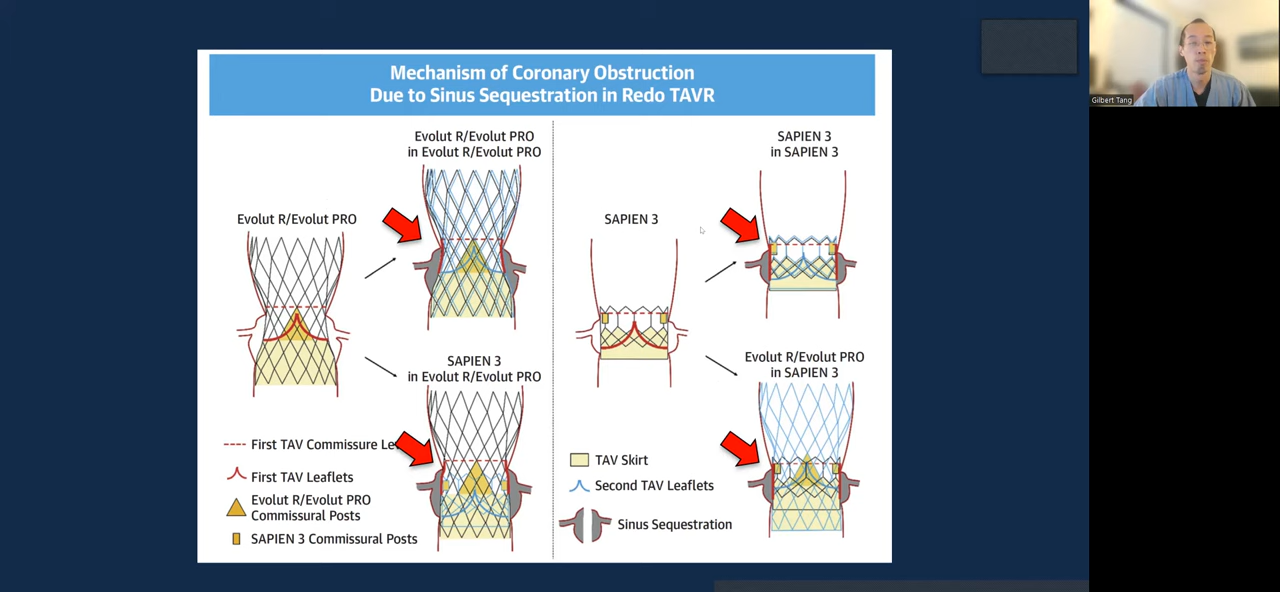 Mechanism of Coronary Obstruction
Due to Sinus Sequestration in Redo TAVR
Evolut R/Evolut PRO
Evolut R/Evolut PRO
in Evolut R/Evolut PRO
SAPIEN 3
in Evolut R/Evolut PRO
First TAV Commissure Le
First TAV Leaflets
Evolut R/Evolut PRO
Commissural Posts
SAPIEN 3 Commissural Posts
SAPIEN 3
SAPIEN 3
in SAPIEN 3
Evolut R/Evolut PRO
in SAPIEN 3
TAV Skirt
Second TAV Leaflets
Sinus Sequestration
Gilbert Tang